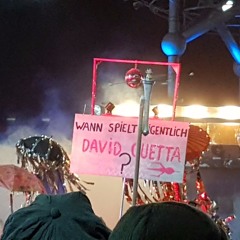 WANN SPIELT EIGENTLICH
DAVID GUETTA
?